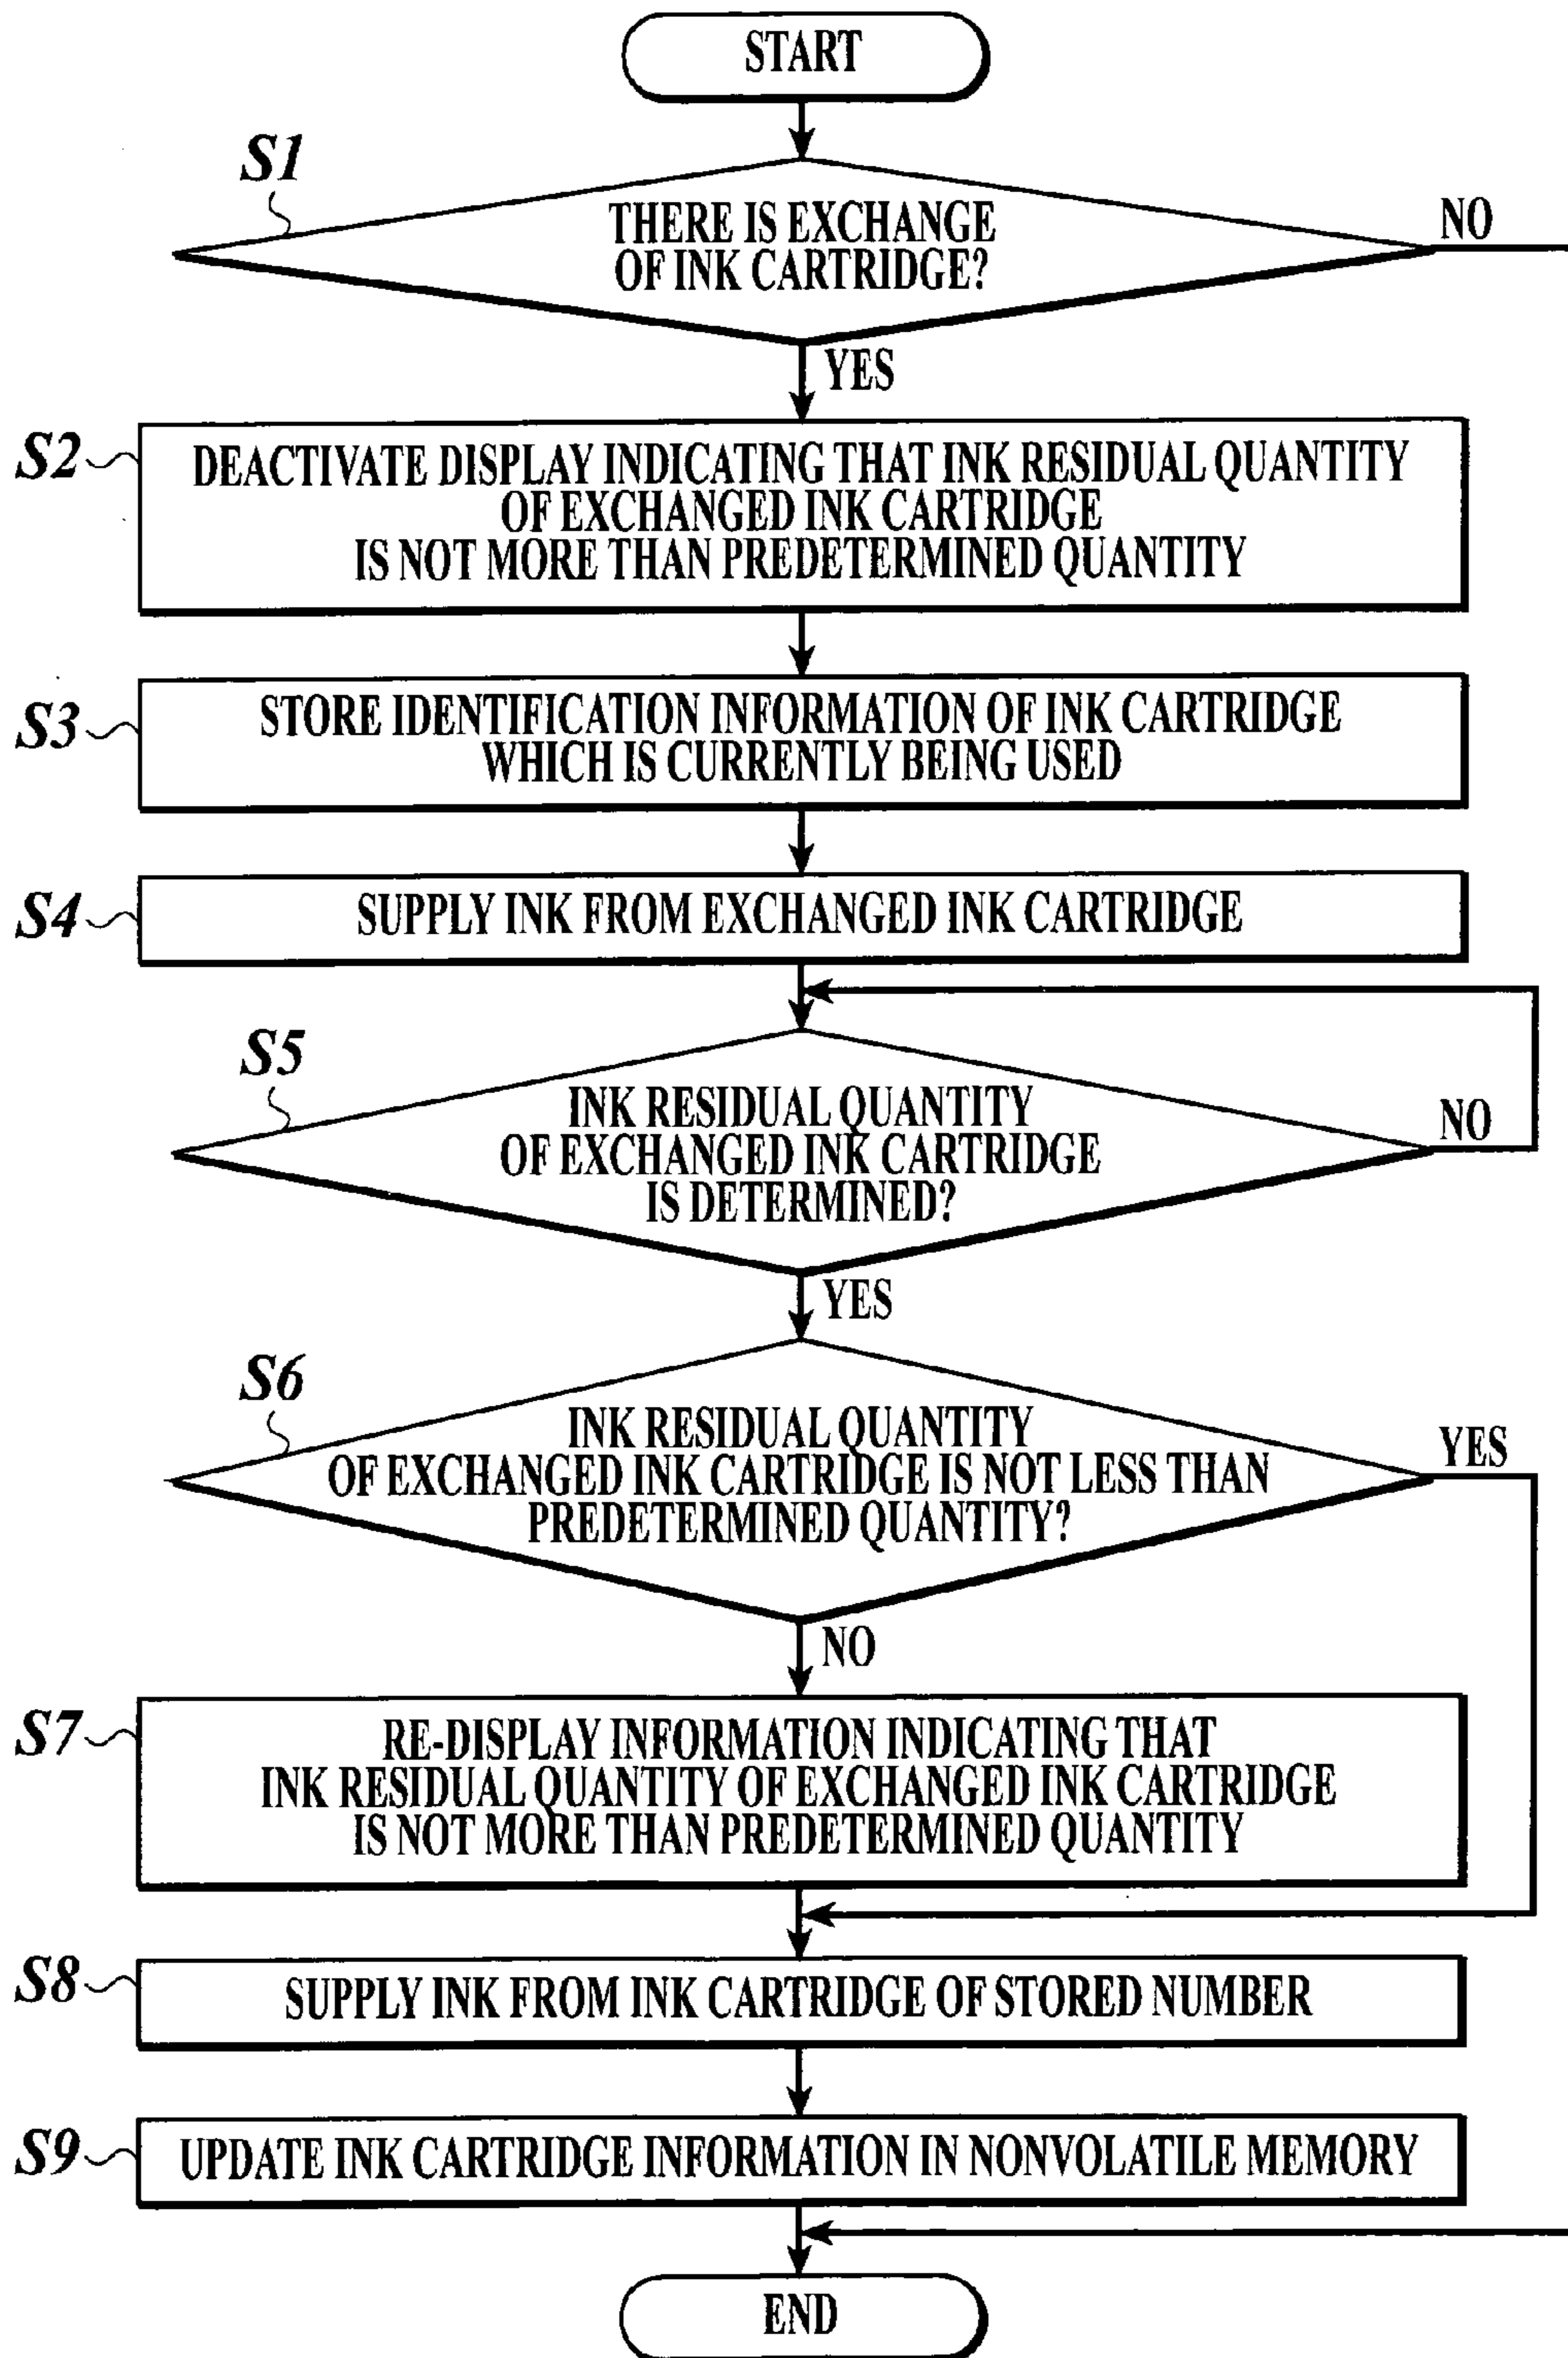 START
S1
THERE IS EXCHANGE
OF INK CARTRIDGE?
NO
YES
S2
DEACTIVATE DISPLAY INDICATING THAT INK RESIDUAL QUANTITY
OF EXCHANGED INK CARTRIDGE
IS NOT MORE THAN PREDETERMINED QUANTITY
S3
STORE IDENTIFICATION INFORMATION OF INK CARTRIDGE
WHICH IS CURRENTLY BEING USED
S4
SUPPLY INK FROM EXCHANGED INK CARTRIDGE
S5
INK RESIDUAL QUANTITY
OF EXCHANGED INK CARTRIDGE
IS DETERMINED?
NO
YES
S6
INK RESIDUAL QUANTITY
OF EXCHANGED INK CARTRIDGE IS NOT LESS THAN
PREDETERMINED QUANTITY?
YES
NO
S7
RE-DISPLAY INFORMATION INDICATING THAT
INK RESIDUAL QUANTITY OF EXCHANGED INK CARTRIDGE
IS NOT MORE THAN PREDETERMINED QUANTITY
S8
SUPPLY INK FROM INK CARTRIDGE OF STORED NUMBER
S9
UPDATE INK CARTRIDGE INFORMATION IN NONVOLATILE MEMORY
END